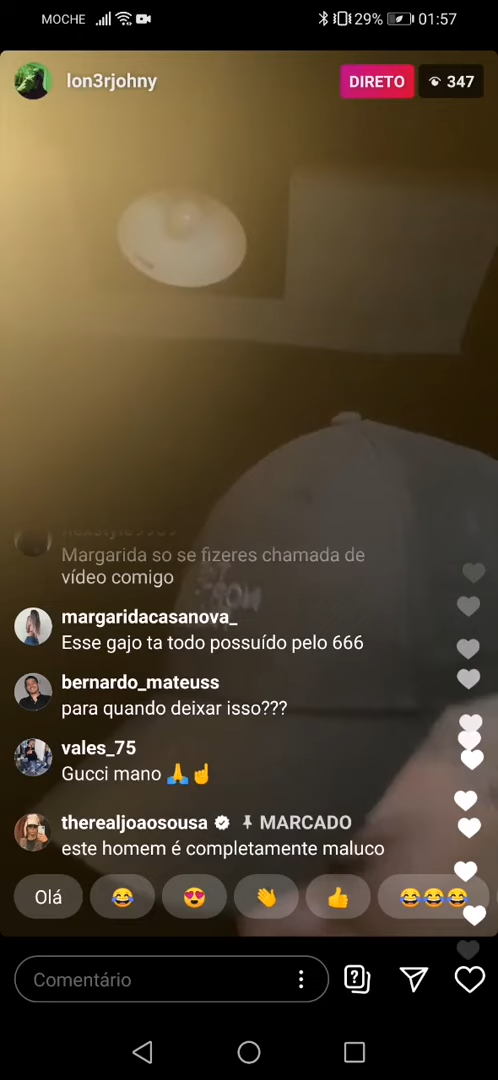 MOCHE 29% 01:57
lon3rjohny DIRETO 347
Margarida so se fizeres chamada de
vídeo comigo
margaridacasanova_
Esse gajo ta todo possuído pelo 666
bernardo_mateuss
para quando deixar isso???
vales_75
Gucci mano 🙏☝️
therealjoaosousa MARCADO
este homem é completamente maluco
Olá 😂 😍 👏 👍 😂😂😂
Comentário